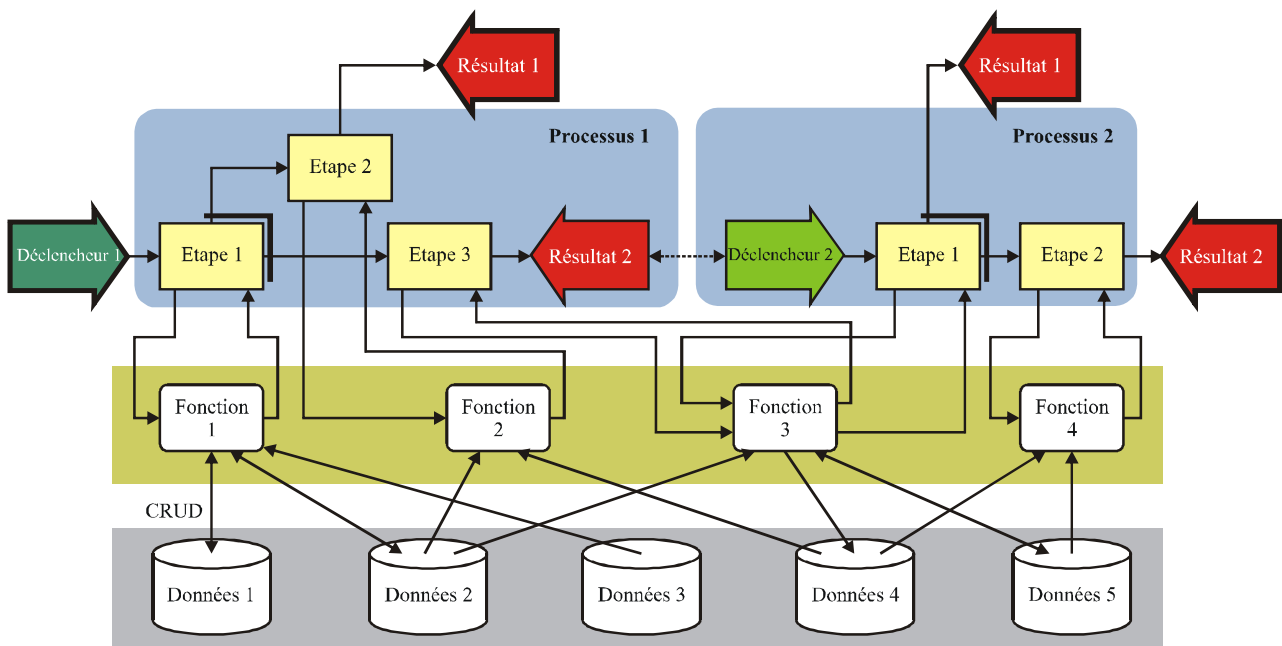 Résultat 1
Résultat 1
Processus 1
Processus 2
Etape 2
Déclencheur 1
Etape 1
Etape 3
Résultat 2
Déclencheur 2
Etape 1
Etape 2
Résultat 2
Fonction
1
Fonction
2
Fonction
3
Fonction
4
CRUD
Données 1
Données 2
Données 3
Données 4
Données 5